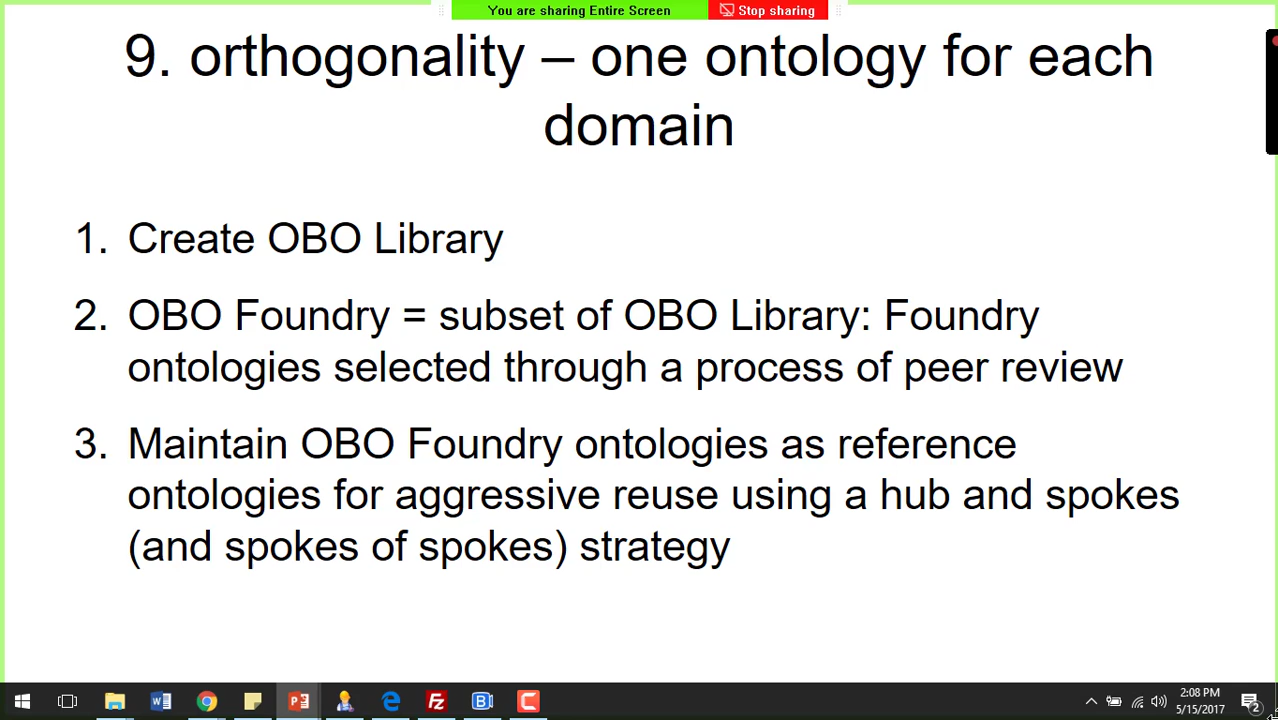 You are sharing Entire Screen
Stop sharing
9. orthogonality – one ontology for each
domain
1. Create OBO Library
2. OBO Foundry = subset of OBO Library: Foundry
ontologies selected through a process of peer review
3. Maintain OBO Foundry ontologies as reference
ontologies for aggressive reuse using a hub and spokes
(and spokes of spokes) strategy
2:08 PM
5/15/2017
2